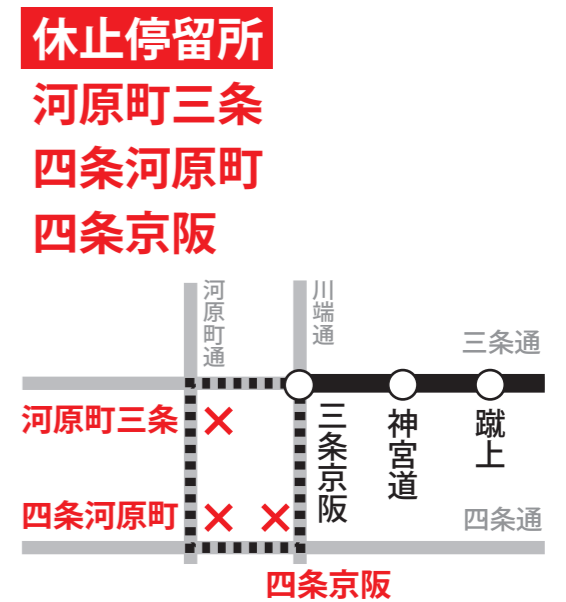 休止停留所
河原町三条
四条河原町
四条京阪
河原町通
川端通
三条通
河原町三条
三条京阪
神宮道
蹴上
四条河原町
四条通
四条京阪